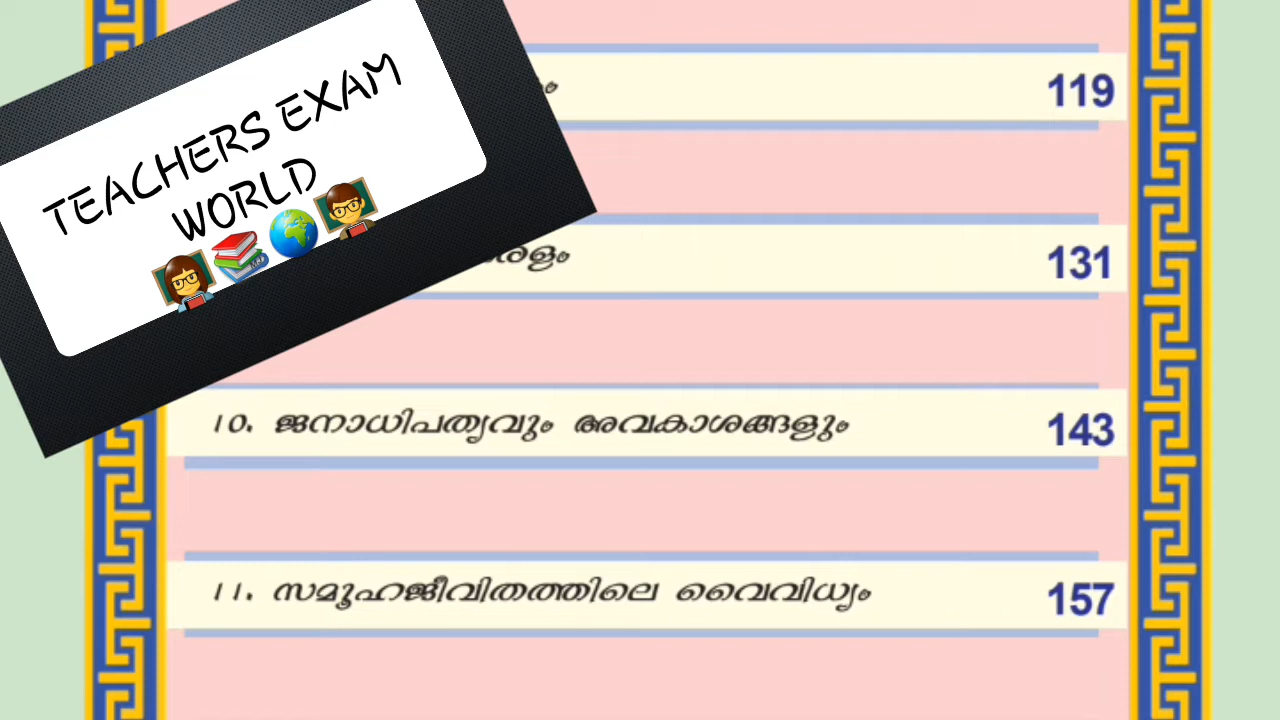 TEACHERS EXAM
WORLD
119
131
10. ജനാധിപത്യവും അവകാശങ്ങളും 143
11. സമൂഹജീവിതത്തിലെ വൈവിധ്യം 157